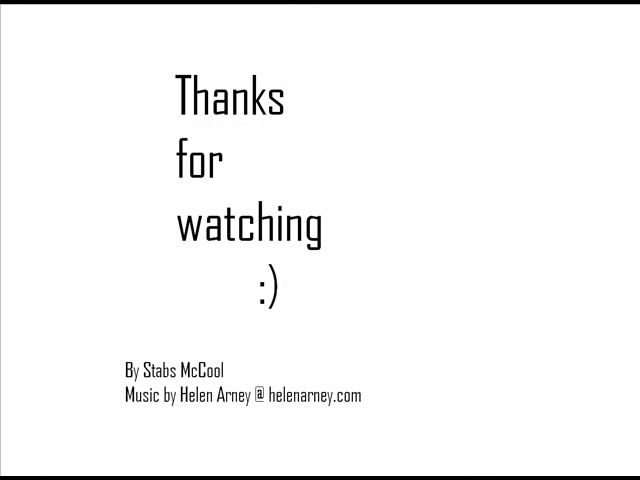 Thanks
for
watching
:)
By Stabs McCool
Music by Helen Arney @ helenarney.com